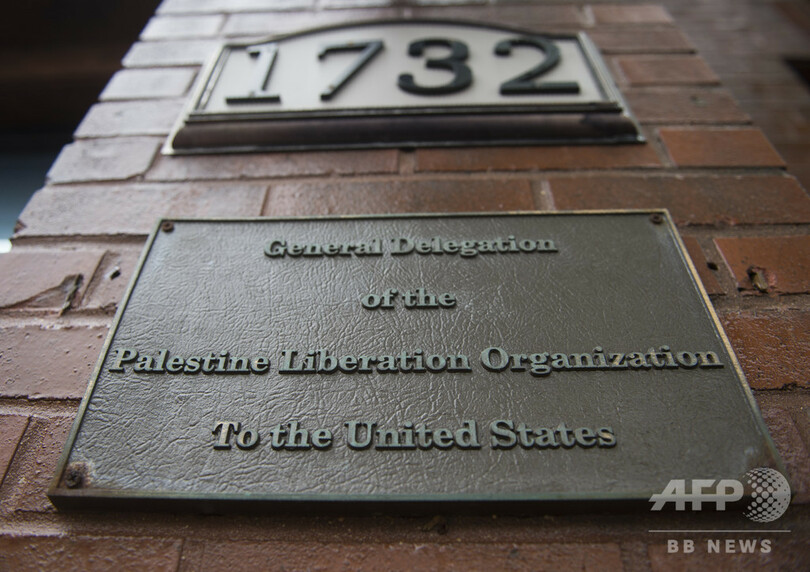 1732
General Delegation
of the
Palestine Liberation Organization
To the United States
AFP
BB NEWS